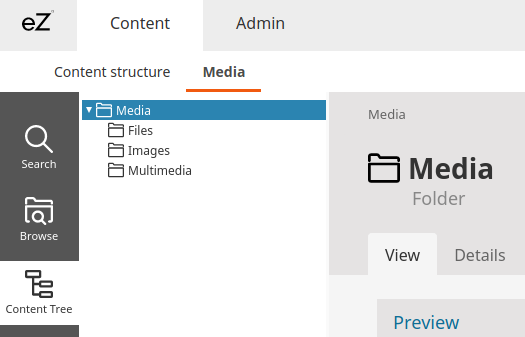 eZ Content Admin
Content structure Media
Search
Browse
Content Tree
Media
Files
Images
Multimedia
Media
Media
Folder
View Details
Preview